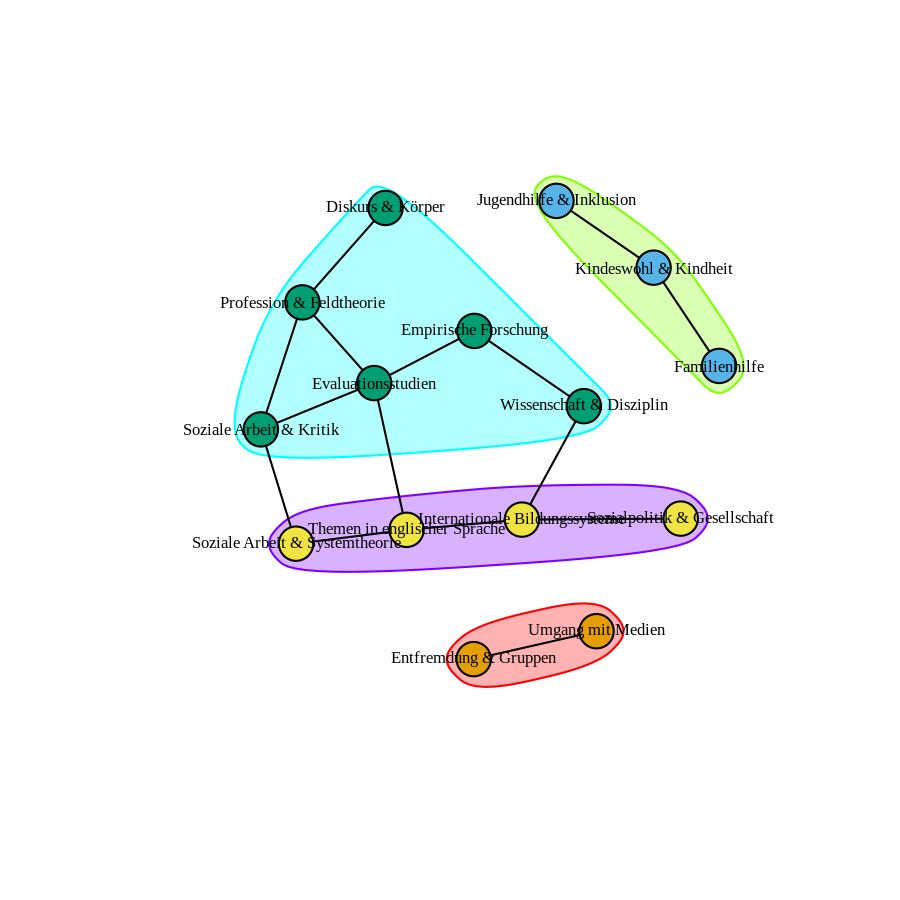 Jugendhilfe & Inklusion
Diskurs & Körper
Kindeswohl & Kindheit
Profession & Feldtheorie
Empirische Forschung
Familienhilfe
Evaluationsstudien
Wissenschaft & Disziplin
Soziale Arbeit & Kritik
Internationale Bildungssysteme
Sozialpolitik & Gesellschaft
Themen in englischer Sprache
Soziale Arbeit & Systemtheorie
Umgang mit Medien
Entfremdung & Gruppen